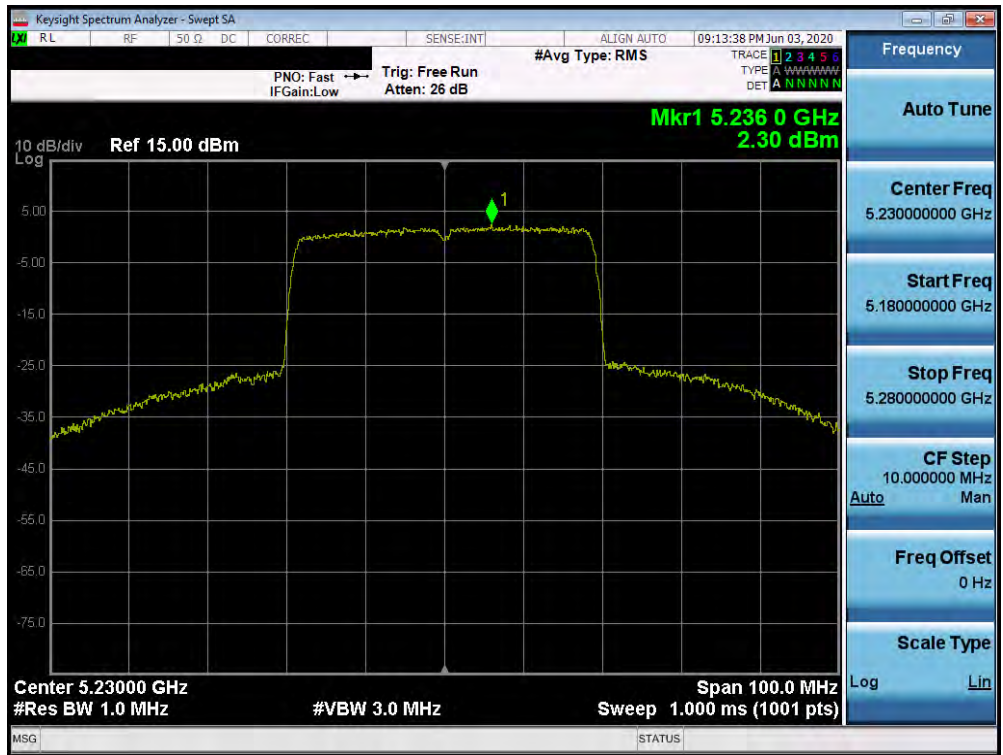 Keysight Spectrum Analyzer - Swept SA
LXI RL RF 50 Ω DC CORREC SENSE:INT ALIGN AUTO 09:13:38 PM Jun 03, 2020
#Avg Type: RMS
TRACE 1 2 3 4 5 6
PNO: Fast Trig: Free Run
TYPE A WWWWW
IFGain:Low Atten: 26 dB
DET A N N N N N
Mkr1 5.236 0 GHz
2.30 dBm
10 dB/div Ref 15.00 dBm
Log
1
5.00
-5.00
-15.0
-25.0
-35.0
-45.0
-55.0
-65.0
-75.0
Center 5.23000 GHz Span 100.0 MHz
#Res BW 1.0 MHz #VBW 3.0 MHz Sweep 1.000 ms (1001 pts)
MSG STATUS
Frequency
Auto Tune
Center Freq
5.230000000 GHz
Start Freq
5.180000000 GHz
Stop Freq
5.280000000 GHz
CF Step
10.000000 MHz
Auto Man
Freq Offset
0 Hz
Scale Type
Log Lin